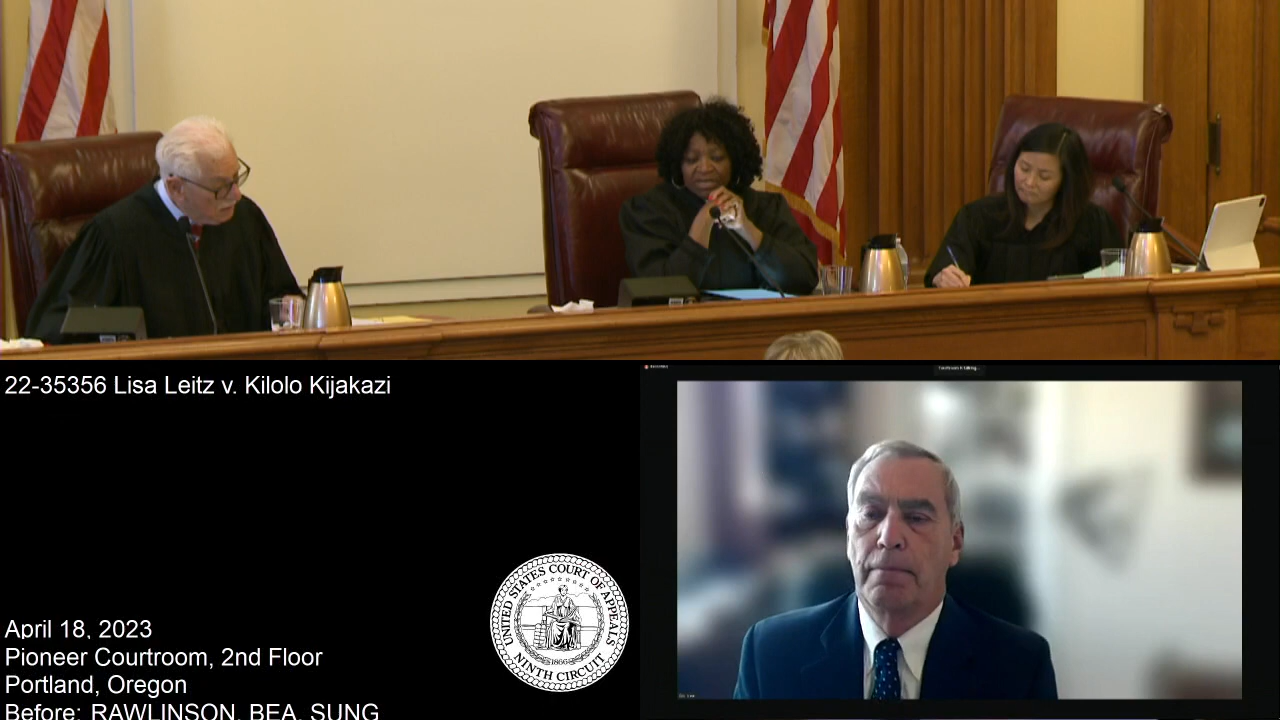 22-35356 Lisa Leitz v. Kilolo Kijakazi
UNITED STATES COURT OF APPEALS
1866
NINTH CIRCUIT
April 18, 2023
Pioneer Courtroom, 2nd Floor
Portland, Oregon
Before: RAWLINSON, BEA, SUNG